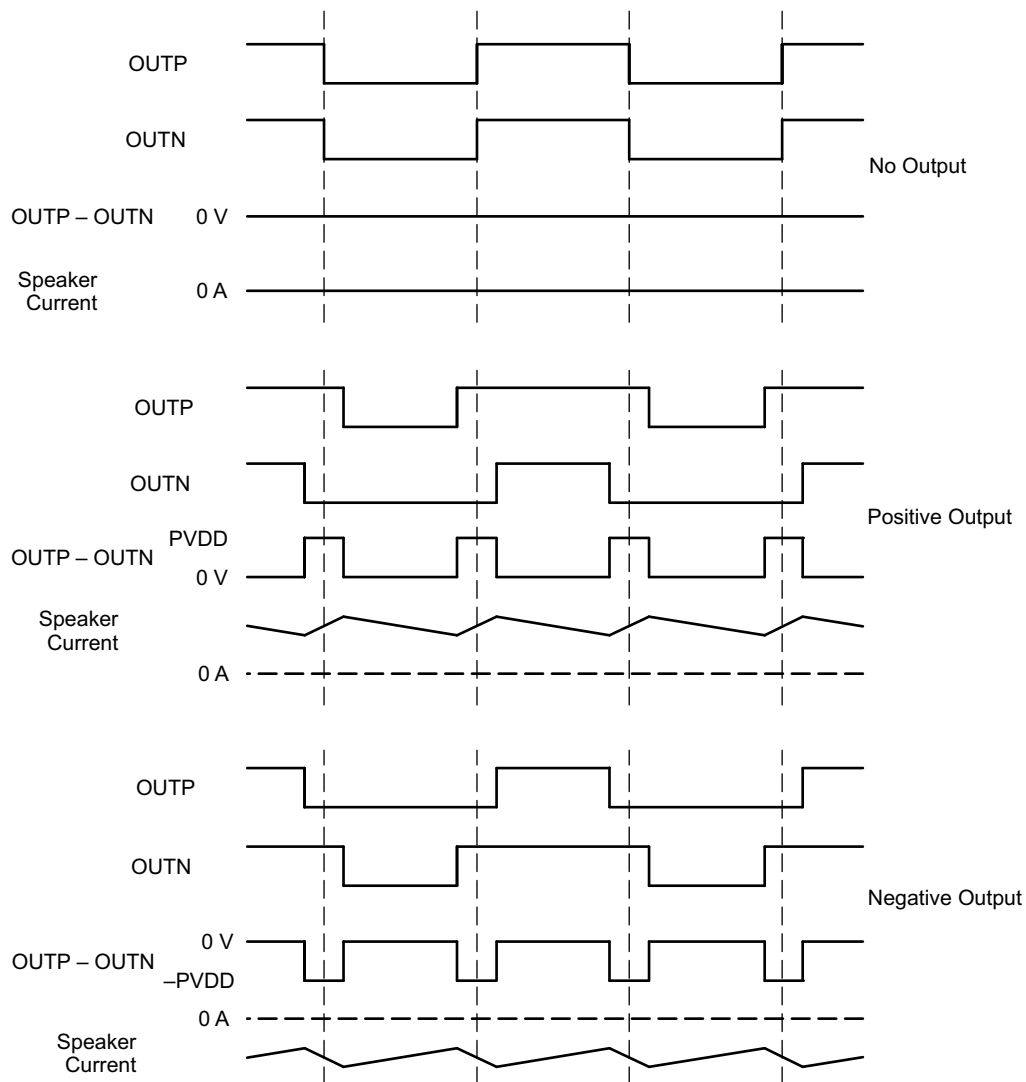 OUTP
OUTN
No Output
OUTP – OUTN 0 V
Speaker
Current
0 A
OUTP
OUTN
Positive Output
PVDD
OUTP – OUTN
0 V
Speaker
Current
0 A
OUTP
OUTN
Negative Output
0 V
OUTP – OUTN
–PVDD
0 A
Speaker
Current